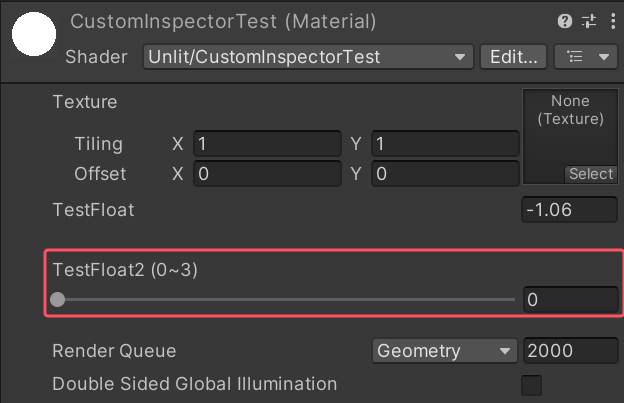 CustomInspectorTest (Material)
Shader Unlit/CustomInspectorTest Edit...
Texture None
(Texture)
Tiling X 1 Y 1
Offset X 0 Y 0 Select
TestFloat -1.06
TestFloat2 (0~3)
0
Render Queue Geometry 2000
Double Sided Global Illumination